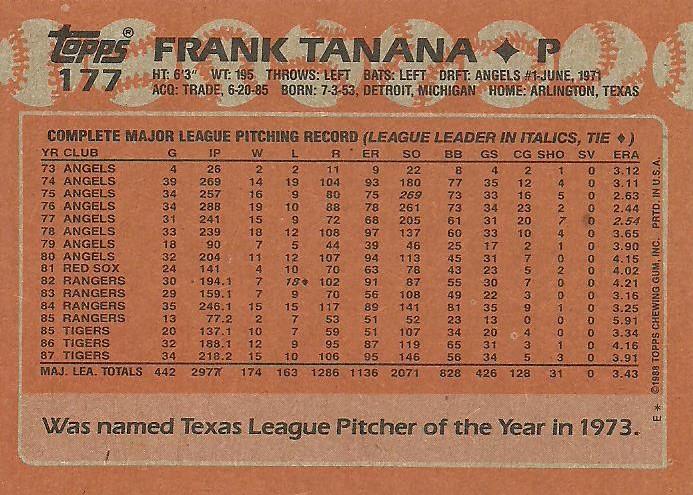 topps®
177
FRANK TANANA ✦ P
HT: 6'3" WT: 195 THROWS: LEFT BATS: LEFT DRFT: ANGELS #1-JUNE, 1971
ACQ: TRADE, 6-20-85 BORN: 7-3-53, DETROIT, MICHIGAN HOME: ARLINGTON, TEXAS
COMPLETE MAJOR LEAGUE PITCHING RECORD (LEAGUE LEADER IN ITALICS, TIE ♦)
YR CLUB G IP W L R ER SO BB GS CG SHO SV ERA
73 ANGELS 4 26 2 2 11 9 22 8 4 2 1 0 3.12
74 ANGELS 39 269 14 19 104 93 180 77 35 12 4 0 3.11
75 ANGELS 34 257 16 9 80 75 269 73 33 16 5 0 2.63
76 ANGELS 34 288 19 10 88 78 261 73 34 23 2 0 2.44
77 ANGELS 31 241 15 9 72 68 205 61 31 20 7 0 2.54
78 ANGELS 33 239 18 12 108 97 137 60 33 10 4 0 3.65
79 ANGELS 18 90 7 5 44 39 46 25 17 2 1 0 3.90
80 ANGELS 32 204 11 12 107 94 113 45 31 7 0 0 4.15
81 RED SOX 24 141 4 10 70 63 78 43 23 5 2 0 4.02
82 RANGERS 30 194.1 7 18♦ 102 91 87 55 30 7 0 0 4.21
83 RANGERS 29 159.1 7 9 70 56 108 49 22 3 0 0 3.16
84 RANGERS 35 246.1 15 15 117 89 141 81 35 9 1 0 3.25
85 RANGERS 13 77.2 2 7 53 51 52 23 13 0 0 0 5.91
85 TIGERS 20 137.1 10 7 59 51 107 34 20 4 0 0 3.34
86 TIGERS 32 188.1 12 9 95 87 119 65 31 3 1 0 4.16
87 TIGERS 34 218.2 15 10 106 95 146 56 34 5 3 0 3.91
MAJ. LEA. TOTALS 442 2977 174 163 1286 1136 2071 828 426 128 31 0 3.43
Was named Texas League Pitcher of the Year in 1973.
E * ©1988 TOPPS CHEWING GUM, INC. PRTD IN U.S.A.